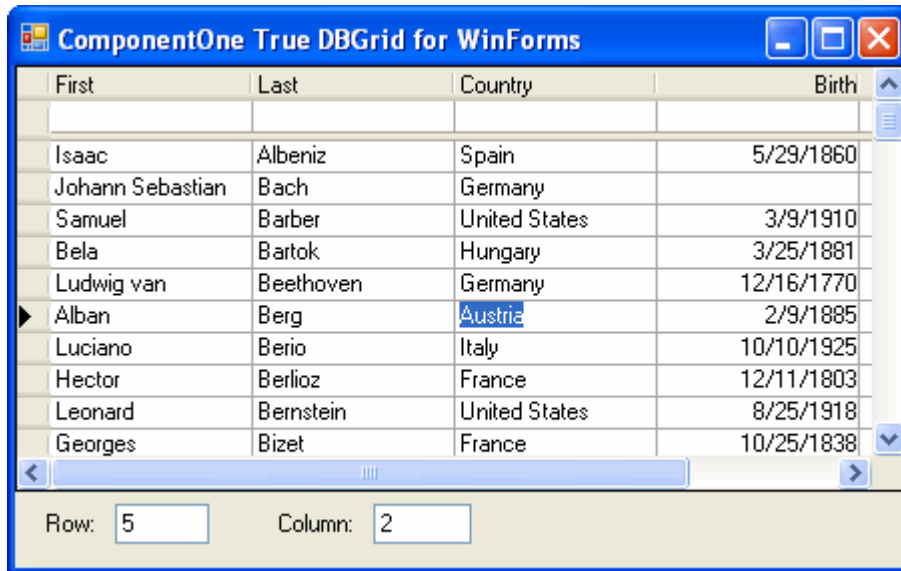 ComponentOne True DBGrid for WinForms
First Last Country Birth
Isaac Albeniz Spain 5/29/1860
Johann Sebastian Bach Germany
Samuel Barber United States 3/9/1910
Bela Bartok Hungary 3/25/1881
Ludwig van Beethoven Germany 12/16/1770
Alban Berg Austria 2/9/1885
Luciano Berio Italy 10/10/1925
Hector Berlioz France 12/11/1803
Leonard Bernstein United States 8/25/1918
Georges Bizet France 10/25/1838
Row: 5 Column: 2